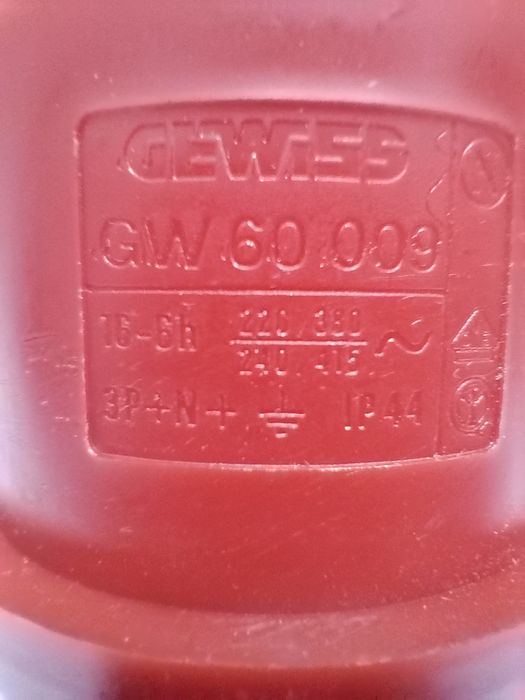 GEWISS
GW 60 009
16-6h 220/380 ~
240/415
3P+N+⏚ IP44